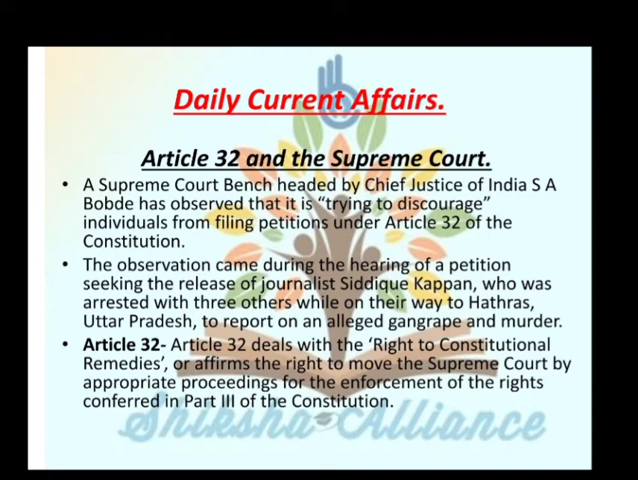 Daily Current Affairs.
Article 32 and the Supreme Court.
• A Supreme Court Bench headed by Chief Justice of India S A
Bobde has observed that it is “trying to discourage”
individuals from filing petitions under Article 32 of the
Constitution.
• The observation came during the hearing of a petition
seeking the release of journalist Siddique Kappan, who was
arrested with three others while on their way to Hathras,
Uttar Pradesh, to report on an alleged gangrape and murder.
• Article 32- Article 32 deals with the ‘Right to Constitutional
Remedies’, or affirms the right to move the Supreme Court by
appropriate proceedings for the enforcement of the rights
conferred in Part III of the Constitution.
Shiksha Alliance